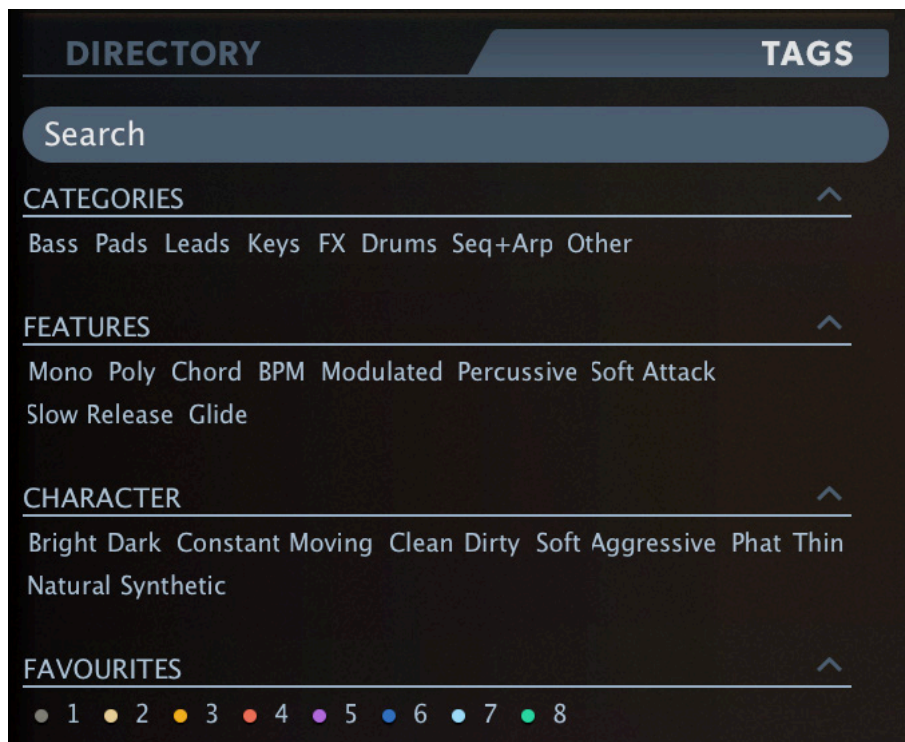 DIRECTORY TAGS
Search
CATEGORIES
Bass Pads Leads Keys FX Drums Seq+Arp Other
FEATURES
Mono Poly Chord BPM Modulated Percussive Soft Attack
Slow Release Glide
CHARACTER
Bright Dark Constant Moving Clean Dirty Soft Aggressive Phat Thin
Natural Synthetic
FAVOURITES
1 2 3 4 5 6 7 8